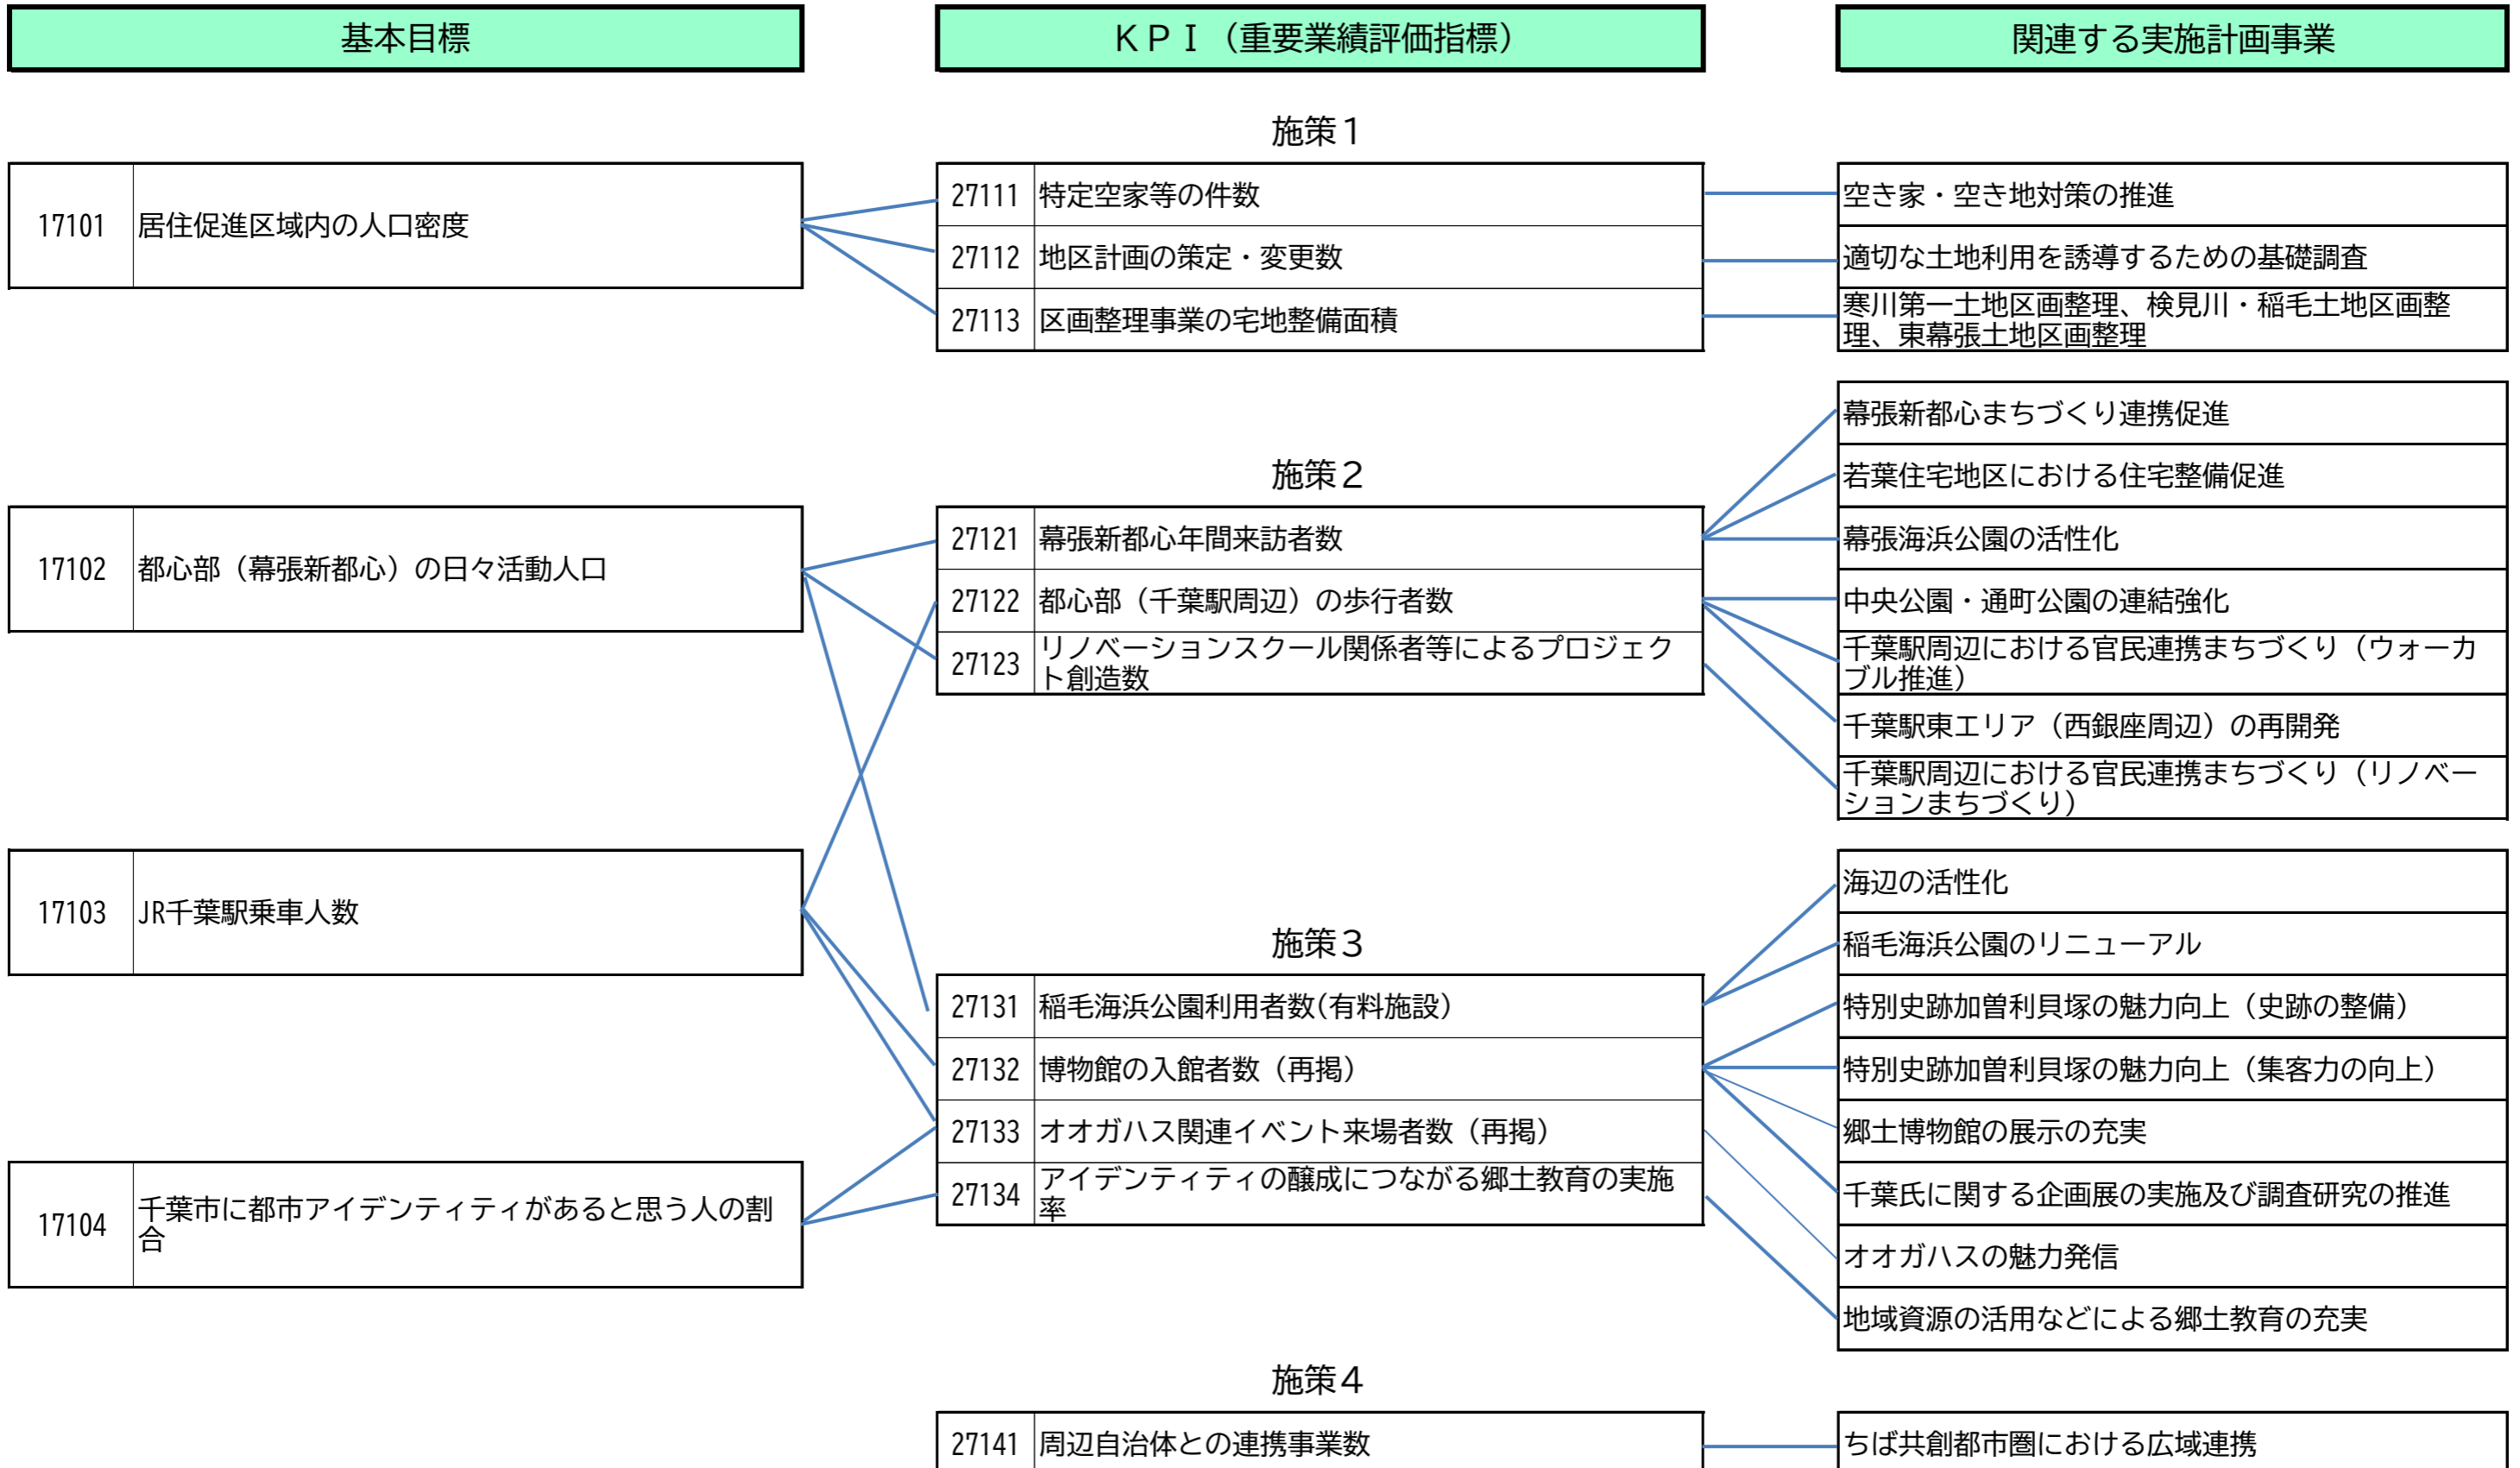 基本目標
ＫＰＩ（重要業績評価指標）
関連する実施計画事業
施策１
17101 居住促進区域内の人口密度
27111 特定空家等の件数
27112 地区計画の策定・変更数
27113 区画整理事業の宅地整備面積
空き家・空き地対策の推進
適切な土地利用を誘導するための基礎調査
寒川第一土地区画整理、検見川・稲毛土地区画整
理、東幕張土地区画整理
施策２
17102 都心部（幕張新都心）の日々活動人口
27121 幕張新都心年間来訪者数
27122 都心部（千葉駅周辺）の歩行者数
27123 リノベーションスクール関係者等によるプロジェク
ト創造数
幕張新都心まちづくり連携促進
若葉住宅地区における住宅整備促進
幕張海浜公園の活性化
中央公園・通町公園の連結強化
千葉駅周辺における官民連携まちづくり（ウォーカ
ブル推進）
千葉駅東エリア（西銀座周辺）の再開発
千葉駅周辺における官民連携まちづくり（リノベー
ションまちづくり）
17103 JR千葉駅乗車人数
施策３
27131 稲毛海浜公園利用者数(有料施設）
27132 博物館の入館者数（再掲）
27133 オオガハス関連イベント来場者数（再掲）
27134 アイデンティティの醸成につながる郷土教育の実施
率
17104 千葉市に都市アイデンティティがあると思う人の割
合
海辺の活性化
稲毛海浜公園のリニューアル
特別史跡加曽利貝塚の魅力向上（史跡の整備）
特別史跡加曽利貝塚の魅力向上（集客力の向上）
郷土博物館の展示の充実
千葉氏に関する企画展の実施及び調査研究の推進
オオガハスの魅力発信
地域資源の活用などによる郷土教育の充実
施策４
27141 周辺自治体との連携事業数
ちば共創都市圏における広域連携